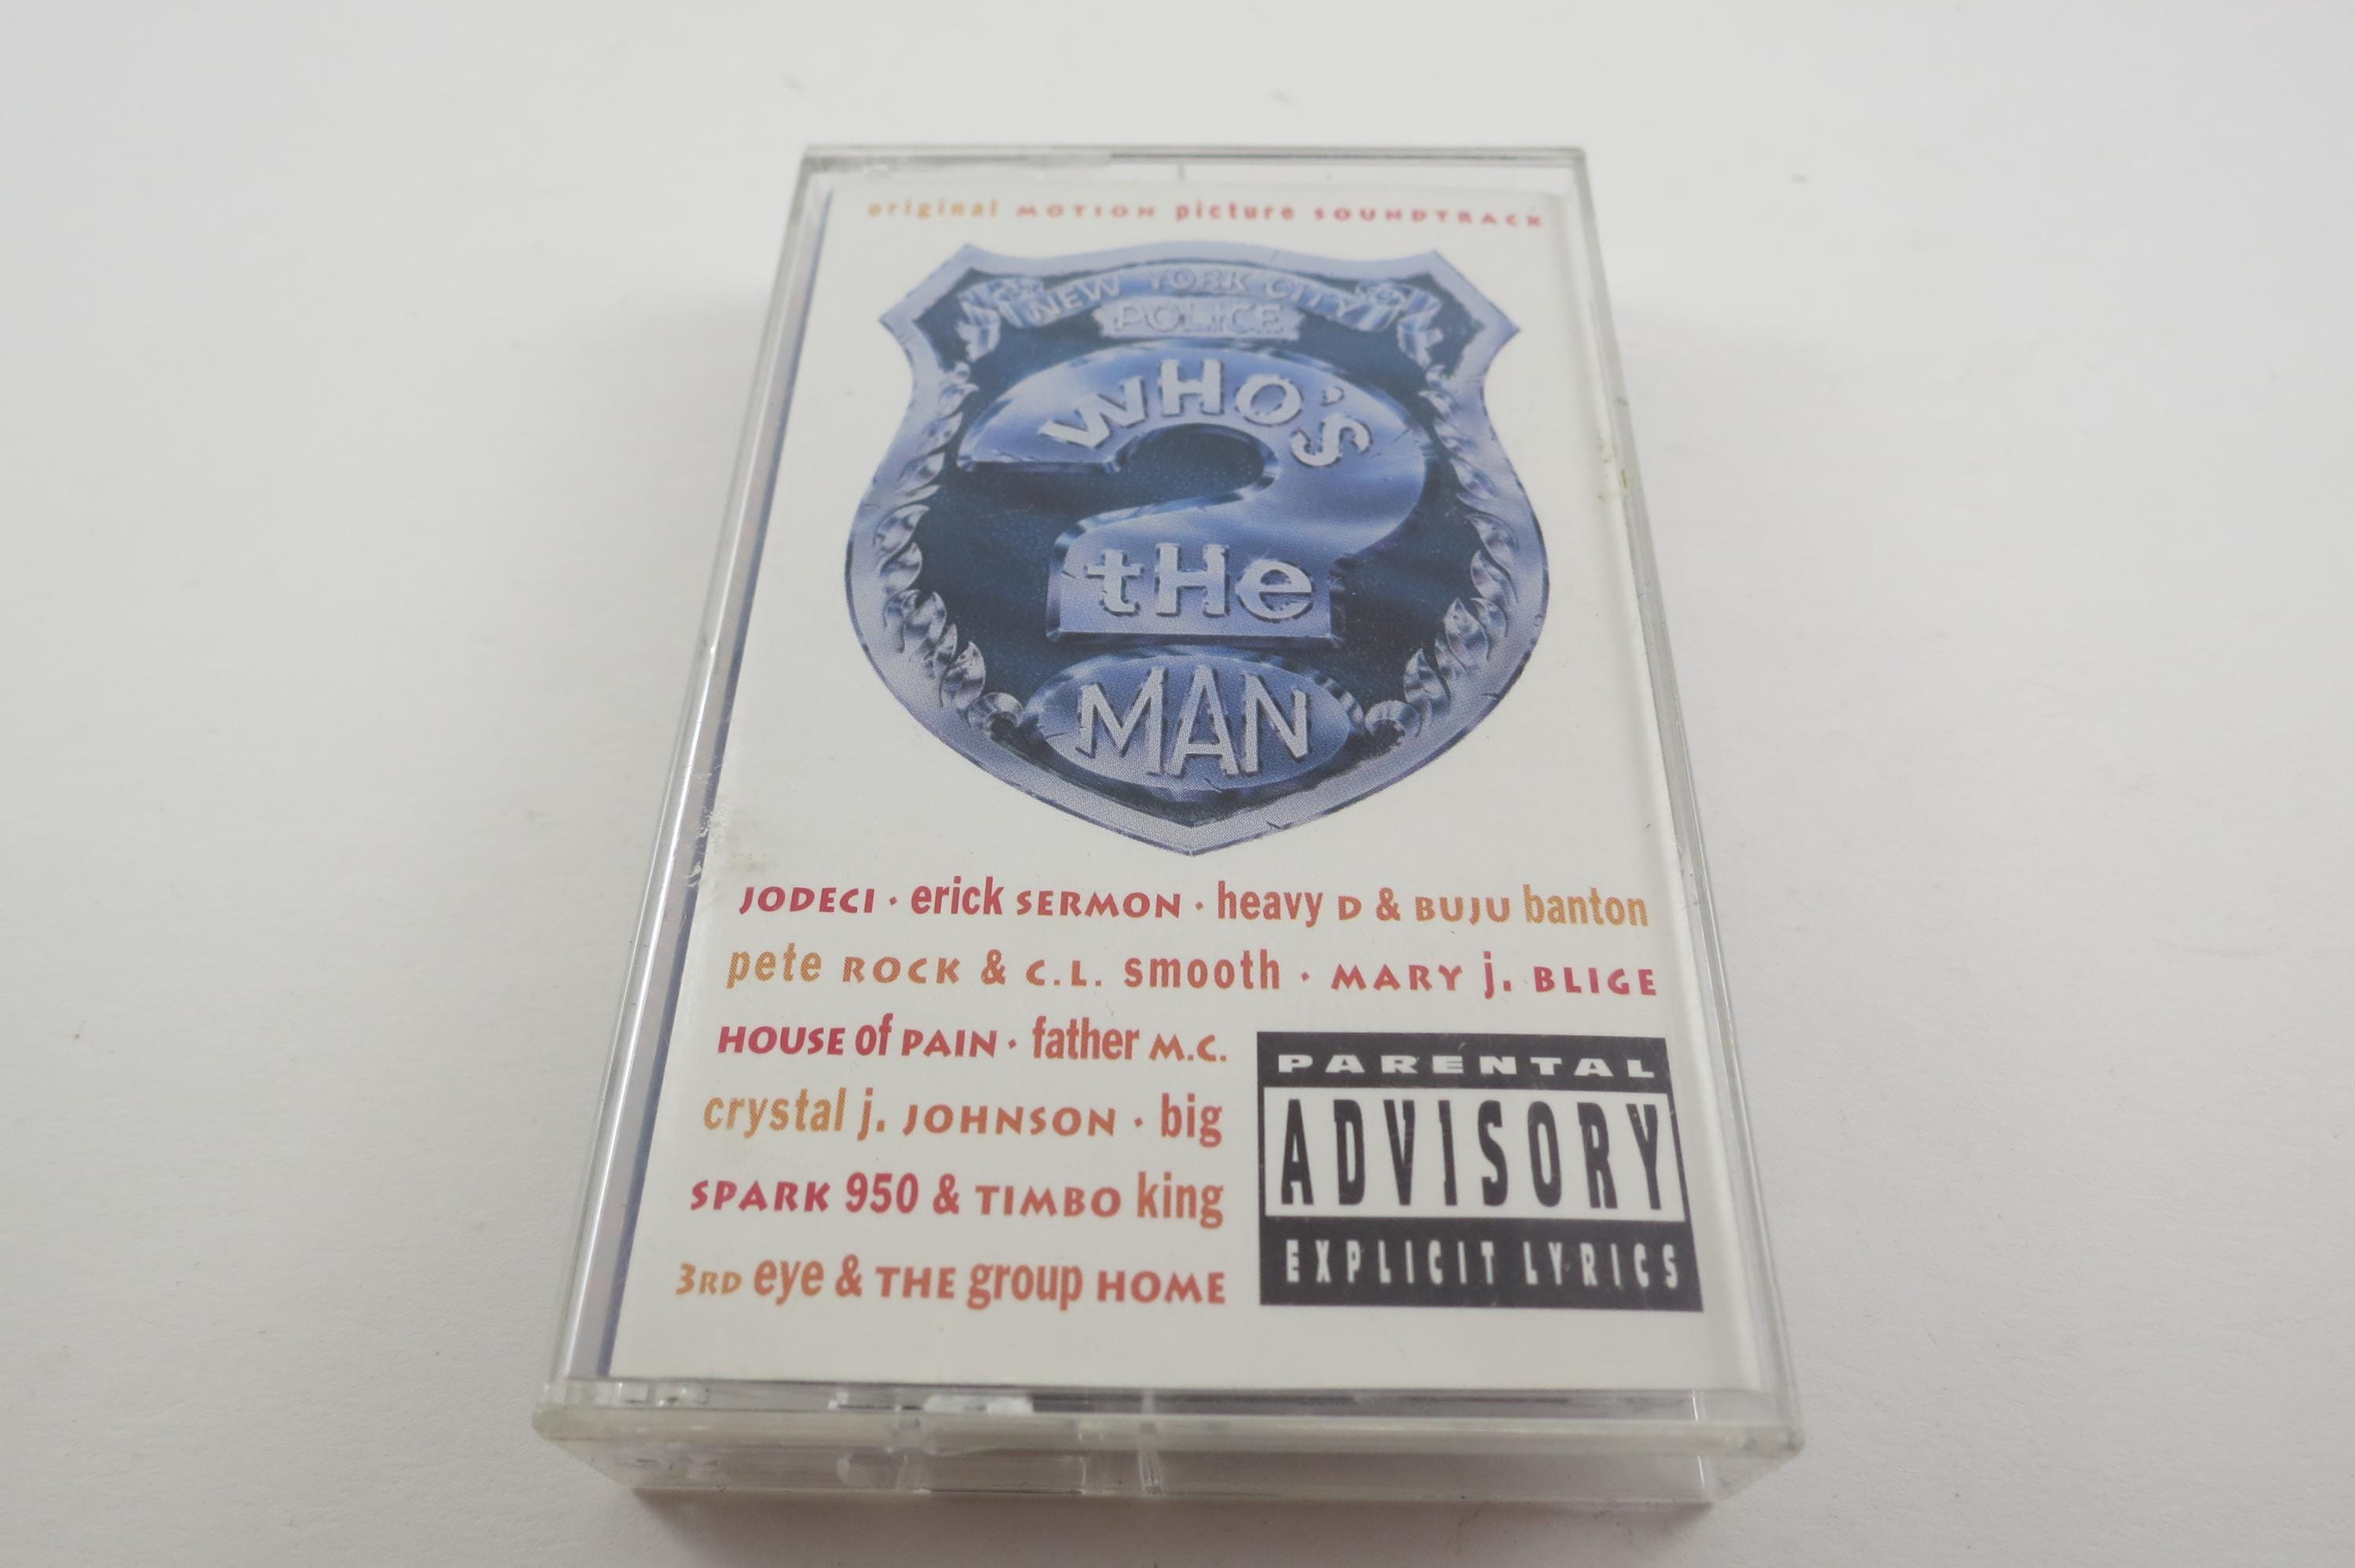 original MOTION picture SOUNDTRACK
NEW YORK CITY
POLICE
WHO'S
tHe
MAN
JODECI · erick SERMON · heavy D & BUJU banton
pete ROCK & C.L. smooth · MARY j. BLIGE
HOUSE of PAIN · father M.C.
crystal j. JOHNSON · big
SPARK 950 & TIMBO king
3RD eye & THE group HOME
PARENTAL
ADVISORY
EXPLICIT LYRICS